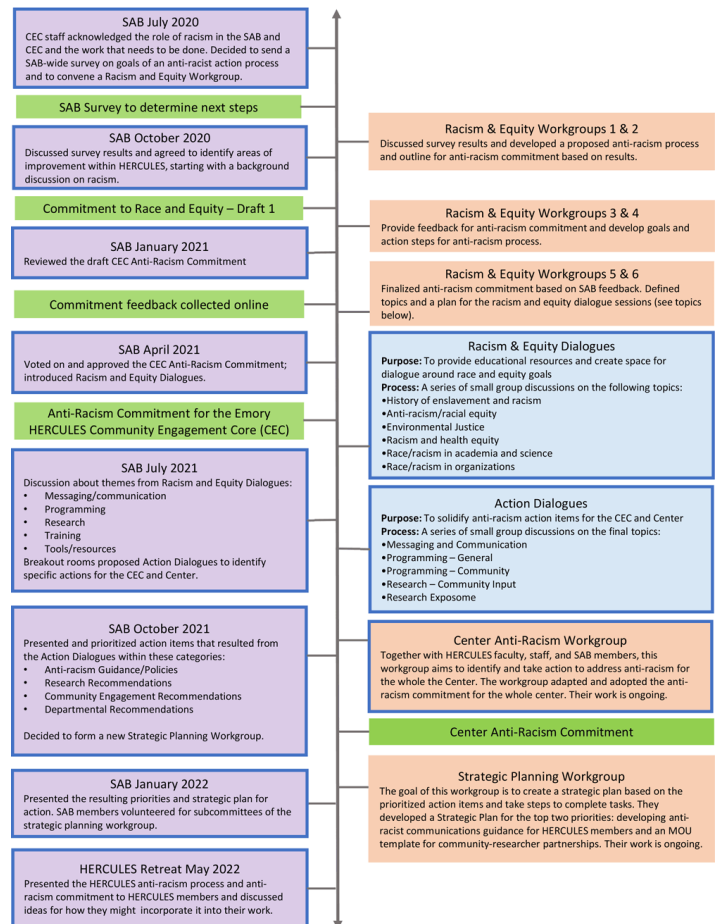 SAB July 2020
CEC staff acknowledged the role of racism in the SAB and
CEC and the work that needs to be done. Decided to send a
SAB-wide survey on goals of an anti-racist action process
and to convene a Racism and Equity Workgroup.
SAB Survey to determine next steps
SAB October 2020
Discussed survey results and agreed to identify areas of
improvement within HERCULES, starting with a background
discussion on racism.
Commitment to Race and Equity – Draft 1
SAB January 2021
Reviewed the draft CEC Anti-Racism Commitment
Commitment feedback collected online
SAB April 2021
Voted on and approved the CEC Anti-Racism Commitment;
introduced Racism and Equity Dialogues.
Anti-Racism Commitment for the Emory
HERCULES Community Engagement Core (CEC)
SAB July 2021
Discussion about themes from Racism and Equity Dialogues:
• Messaging/communication
• Programming
• Research
• Training
• Tools/resources
Breakout rooms proposed Action Dialogues to identify
specific actions for the CEC and Center.
SAB October 2021
Presented and prioritized action items that resulted from
the Action Dialogues within these categories:
• Anti-racism Guidance/Policies
• Research Recommendations
• Community Engagement Recommendations
• Departmental Recommendations
Decided to form a new Strategic Planning Workgroup.
SAB January 2022
Presented the resulting priorities and strategic plan for
action. SAB members volunteered for subcommittees of the
strategic planning workgroup.
HERCULES Retreat May 2022
Presented the HERCULES anti-racism process and anti-
racism commitment to HERCULES members and discussed
ideas for how they might incorporate it into their work.
Racism & Equity Workgroups 1 & 2
Discussed survey results and developed a proposed anti-racism process
and outline for anti-racism commitment based on results.
Racism & Equity Workgroups 3 & 4
Provide feedback for anti-racism commitment and develop goals and
action steps for anti-racism process.
Racism & Equity Workgroups 5 & 6
Finalized anti-racism commitment based on SAB feedback. Defined
topics and a plan for the racism and equity dialogue sessions (see topics
below).
Racism & Equity Dialogues
Purpose: To provide educational resources and create space for
dialogue around race and equity goals
Process: A series of small group discussions on the following topics:
•History of enslavement and racism
•Anti-racism/racial equity
•Environmental Justice
•Racism and health equity
•Race/racism in academia and science
•Race/racism in organizations
Action Dialogues
Purpose: To solidify anti-racism action items for the CEC and Center
Process: A series of small group discussions on the final topics:
•Messaging and Communication
•Programming – General
•Programming – Community
•Research – Community Input
•Research Exposome
Center Anti-Racism Workgroup
Together with HERCULES faculty, staff, and SAB members, this
workgroup aims to identify and take action to address anti-racism for
the whole the Center. The workgroup adapted and adopted the anti-
racism commitment for the whole center. Their work is ongoing.
Center Anti-Racism Commitment
Strategic Planning Workgroup
The goal of this workgroup is to create a strategic plan based on the
prioritized action items and take steps to complete tasks. They
developed a Strategic Plan for the top two priorities: developing anti-
racist communications guidance for HERCULES members and an MOU
template for community-researcher partnerships. Their work is ongoing.